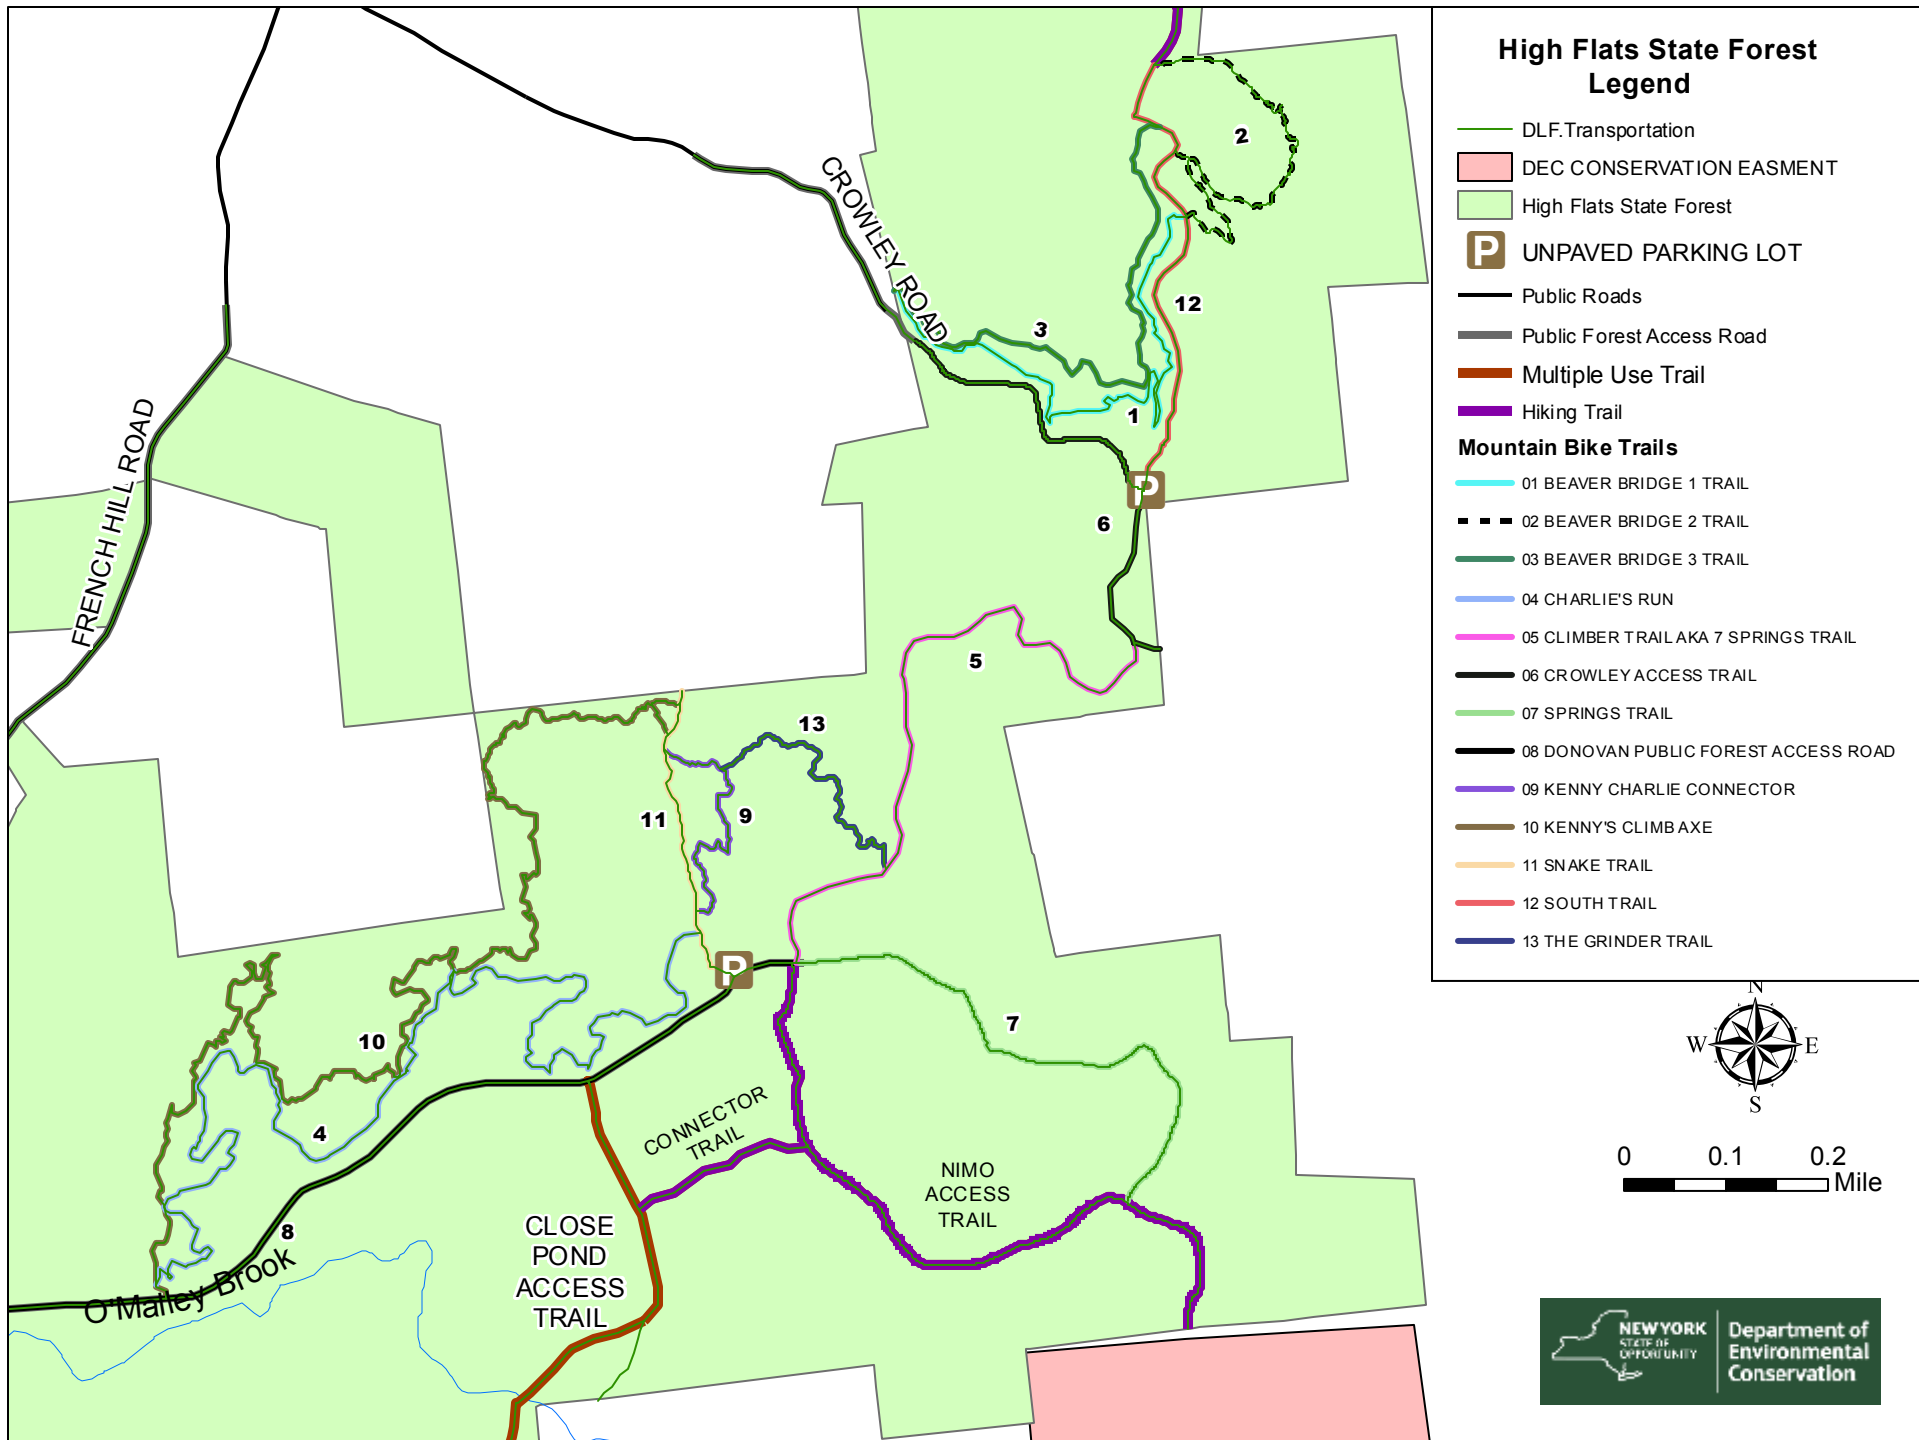 High Flats State Forest
Legend
DLF.Transportation
DEC CONSERVATION EASMENT
High Flats State Forest
P UNPAVED PARKING LOT
Public Roads
Public Forest Access Road
Multiple Use Trail
Hiking Trail
Mountain Bike Trails
01 BEAVER BRIDGE 1 TRAIL
02 BEAVER BRIDGE 2 TRAIL
03 BEAVER BRIDGE 3 TRAIL
04 CHARLIE'S RUN
05 CLIMBER TRAIL AKA 7 SPRINGS TRAIL
06 CROWLEY ACCESS TRAIL
07 SPRINGS TRAIL
08 DONOVAN PUBLIC FOREST ACCESS ROAD
09 KENNY CHARLIE CONNECTOR
10 KENNY'S CLIMB AXE
11 SNAKE TRAIL
12 SOUTH TRAIL
13 THE GRINDER TRAIL
N
W E
S
0 0.1 0.2
Mile
NEW YORK
STATE OF
OPPORTUNITY
Department of
Environmental
Conservation
2
CROWLEY ROAD
12
3
1
P
6
FRENCH HILL ROAD
5
13
11
9
P
7
10
4
CONNECTOR
TRAIL
NIMO
ACCESS
TRAIL
8
CLOSE
POND
ACCESS
TRAIL
O'Malley Brook